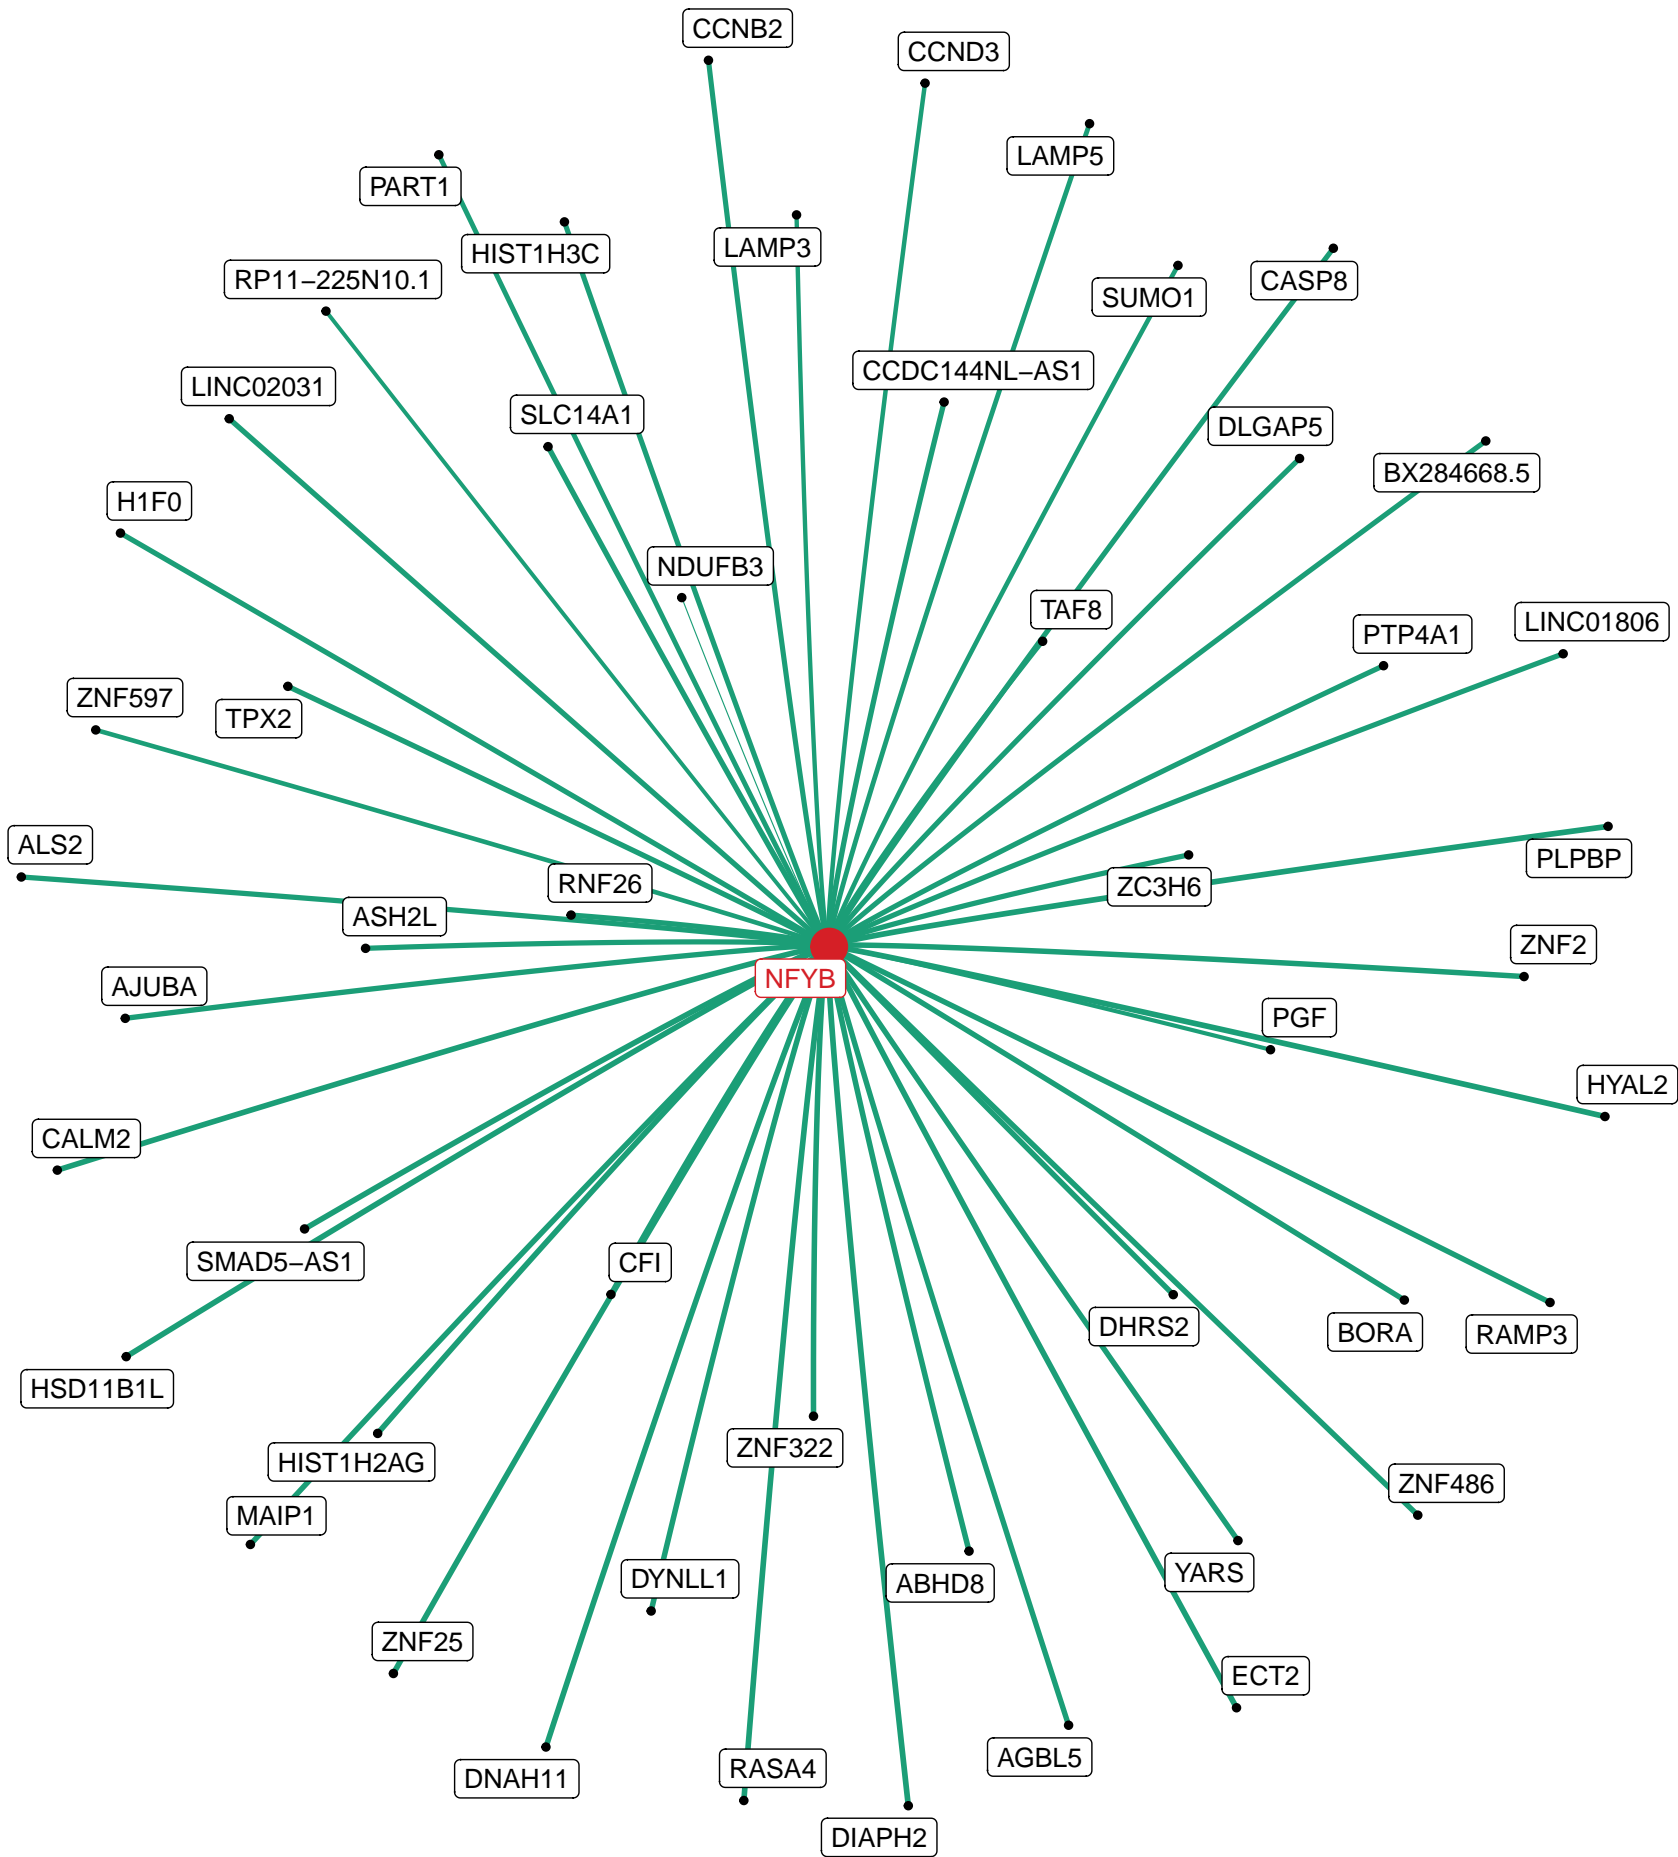 CCNB2
CCND3
LAMP5
PART1
HIST1H3C
LAMP3
RP11−225N10.1
SUMO1
CASP8
LINC02031
SLC14A1
CCDC144NL−AS1
DLGAP5
BX284668.5
H1F0
NDUFB3
TAF8
PTP4A1
LINC01806
ZNF597
TPX2
ALS2
RNF26
ZC3H6
PLPBP
ASH2L
ZNF2
AJUBA
NFYB
PGF
HYAL2
CALM2
SMAD5−AS1
CFI
DHRS2
BORA
RAMP3
HSD11B1L
HIST1H2AG
ZNF322
ZNF486
MAIP1
DYNLL1
ABHD8
YARS
ZNF25
ECT2
DNAH11
RASA4
AGBL5
DIAPH2